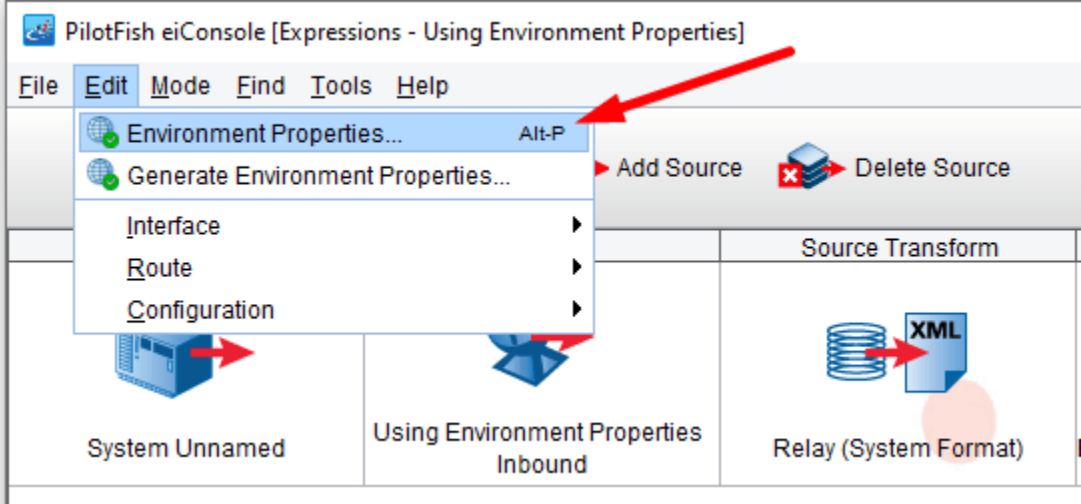 PilotFish eiConsole [Expressions - Using Environment Properties]
File Edit Mode Find Tools Help
Environment Properties... Alt-P
Generate Environment Properties...
Interface
Route
Configuration
Add Source Delete Source
Source Transform
XML
System Unnamed
Using Environment Properties
Inbound
Relay (System Format)